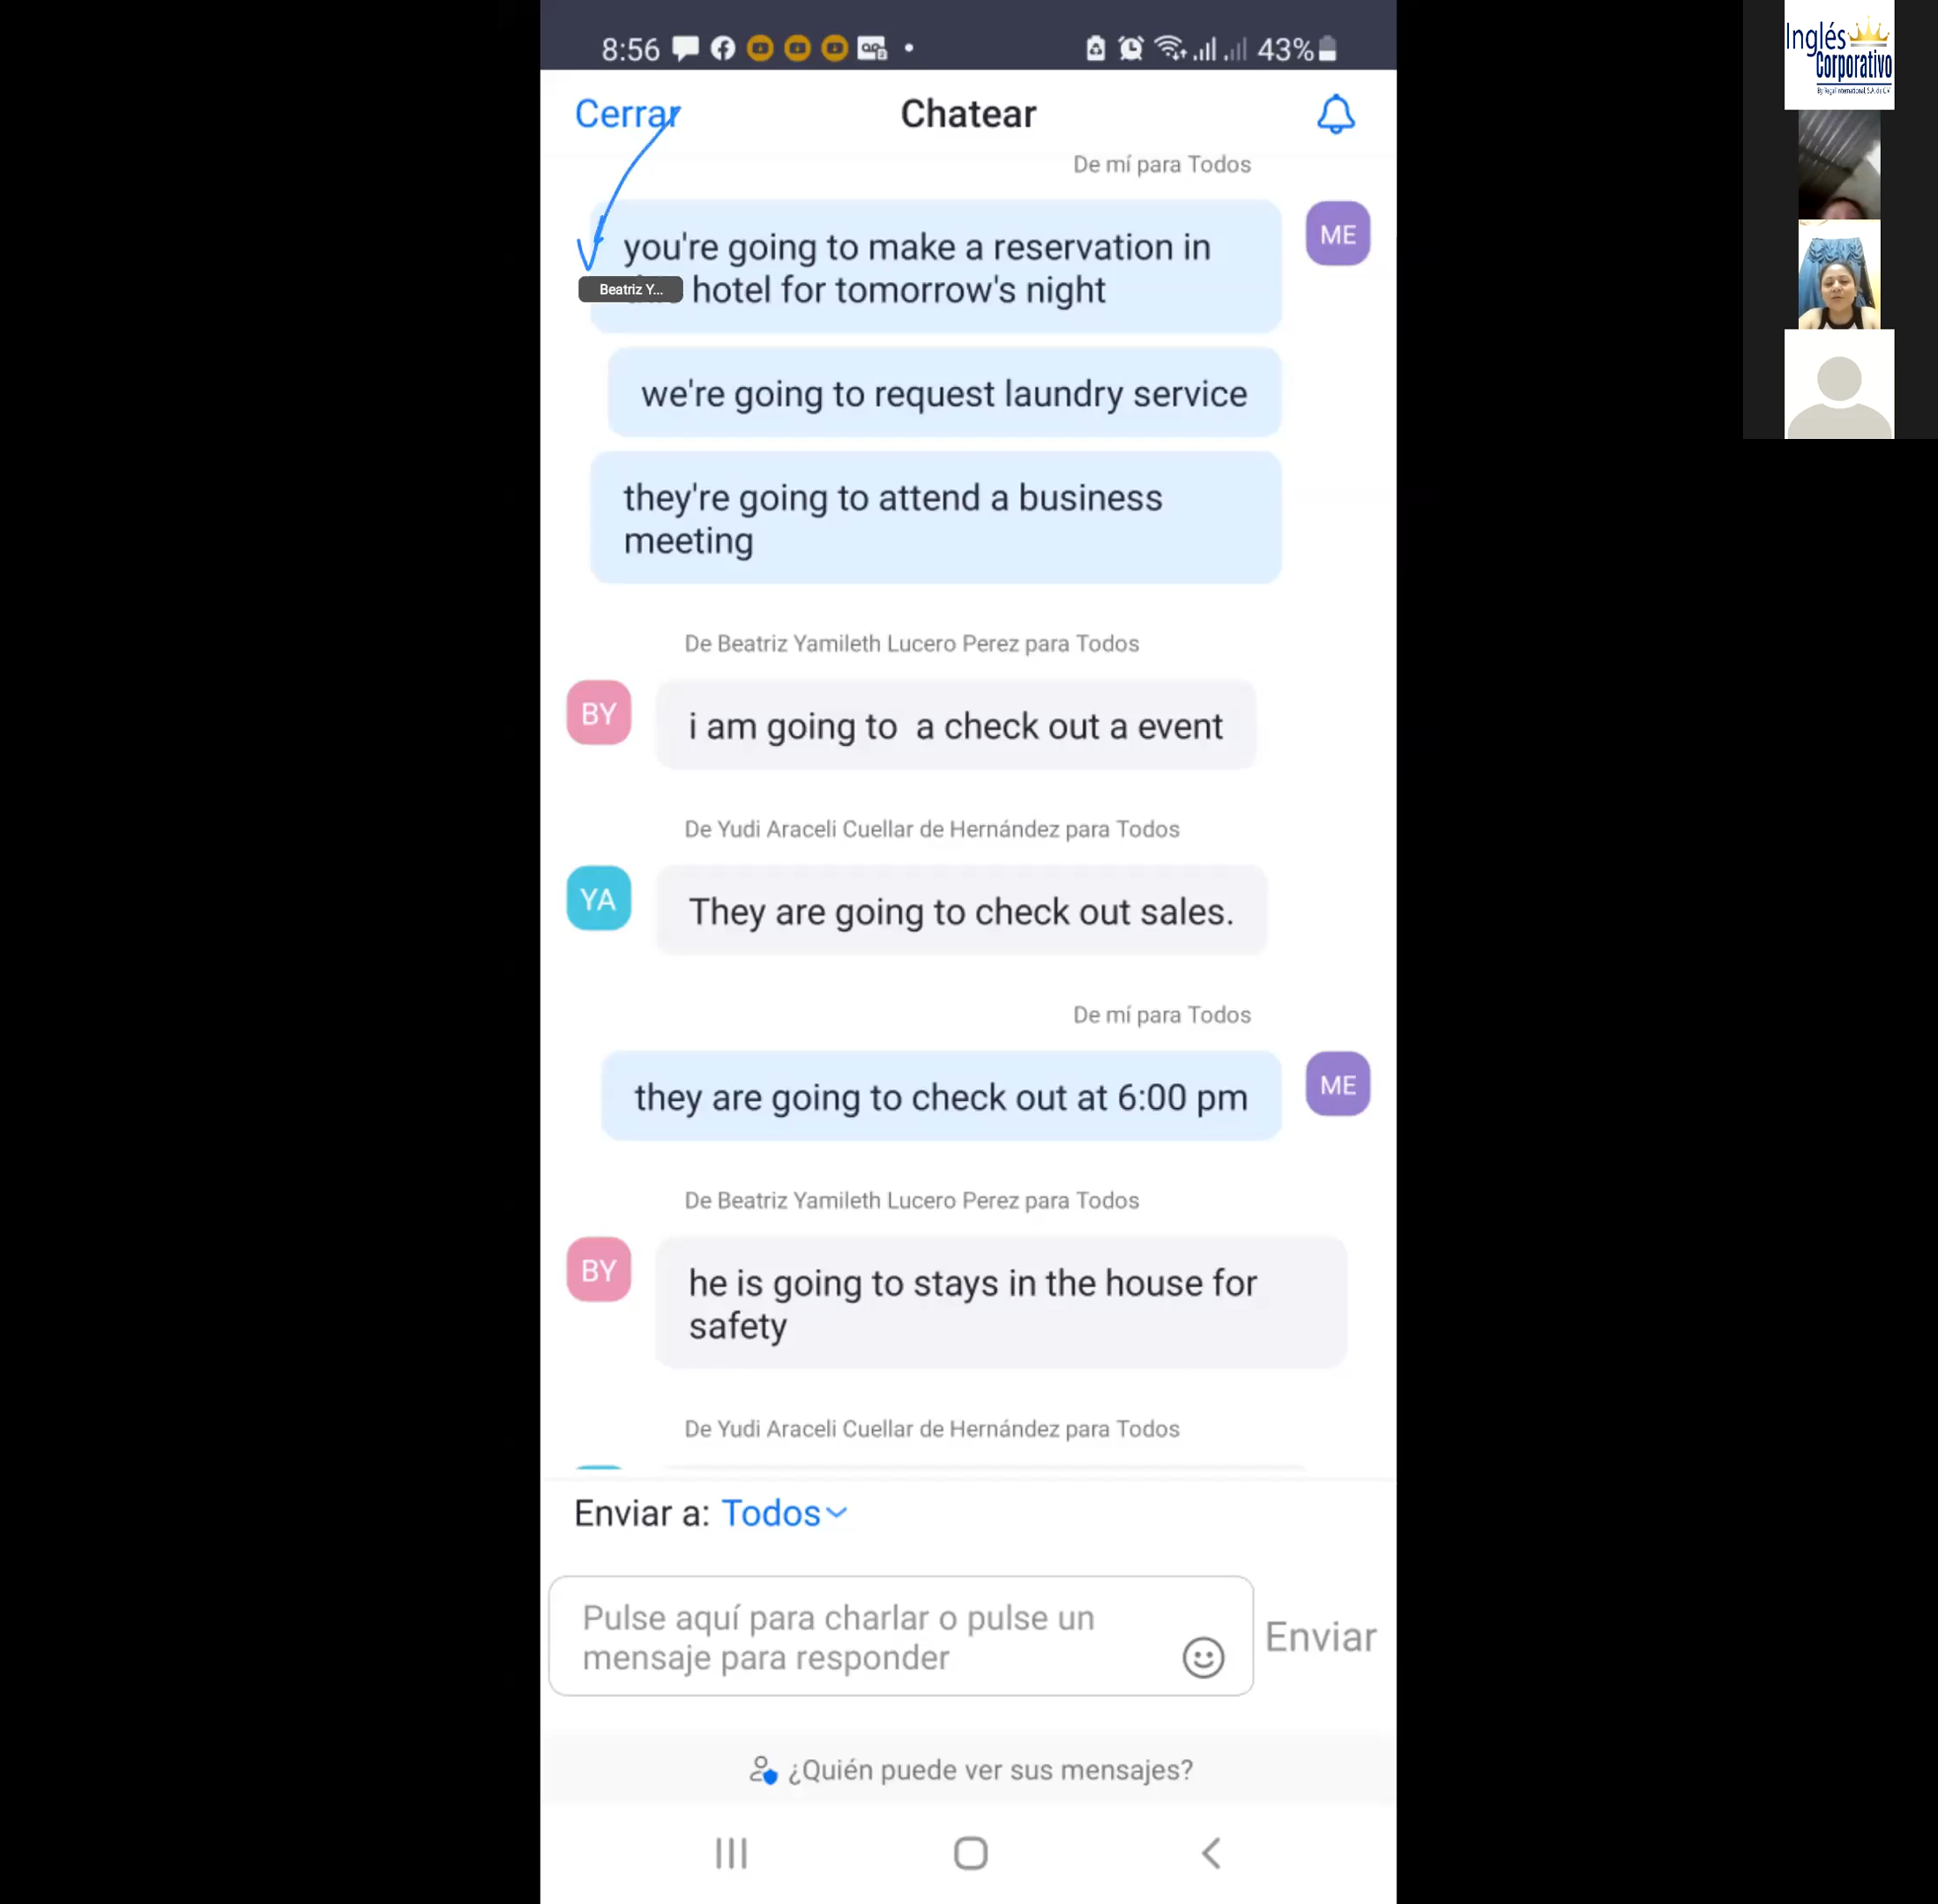 8:56
43%
Cerrar
Chatear
De mí para Todos
you're going to make a reservation in
hotel for tomorrow's night
ME
Beatriz Y...
we're going to request laundry service
they're going to attend a business
meeting
De Beatriz Yamileth Lucero Perez para Todos
BY
i am going to  a check out a event
De Yudi Araceli Cuellar de Hernández para Todos
YA
They are going to check out sales.
De mí para Todos
they are going to check out at 6:00 pm
ME
De Beatriz Yamileth Lucero Perez para Todos
BY
he is going to stays in the house for
safety
De Yudi Araceli Cuellar de Hernández para Todos
Enviar a: Todos
Pulse aquí para charlar o pulse un
mensaje para responder
Enviar
¿Quién puede ver sus mensajes?
Inglés
Corporativo